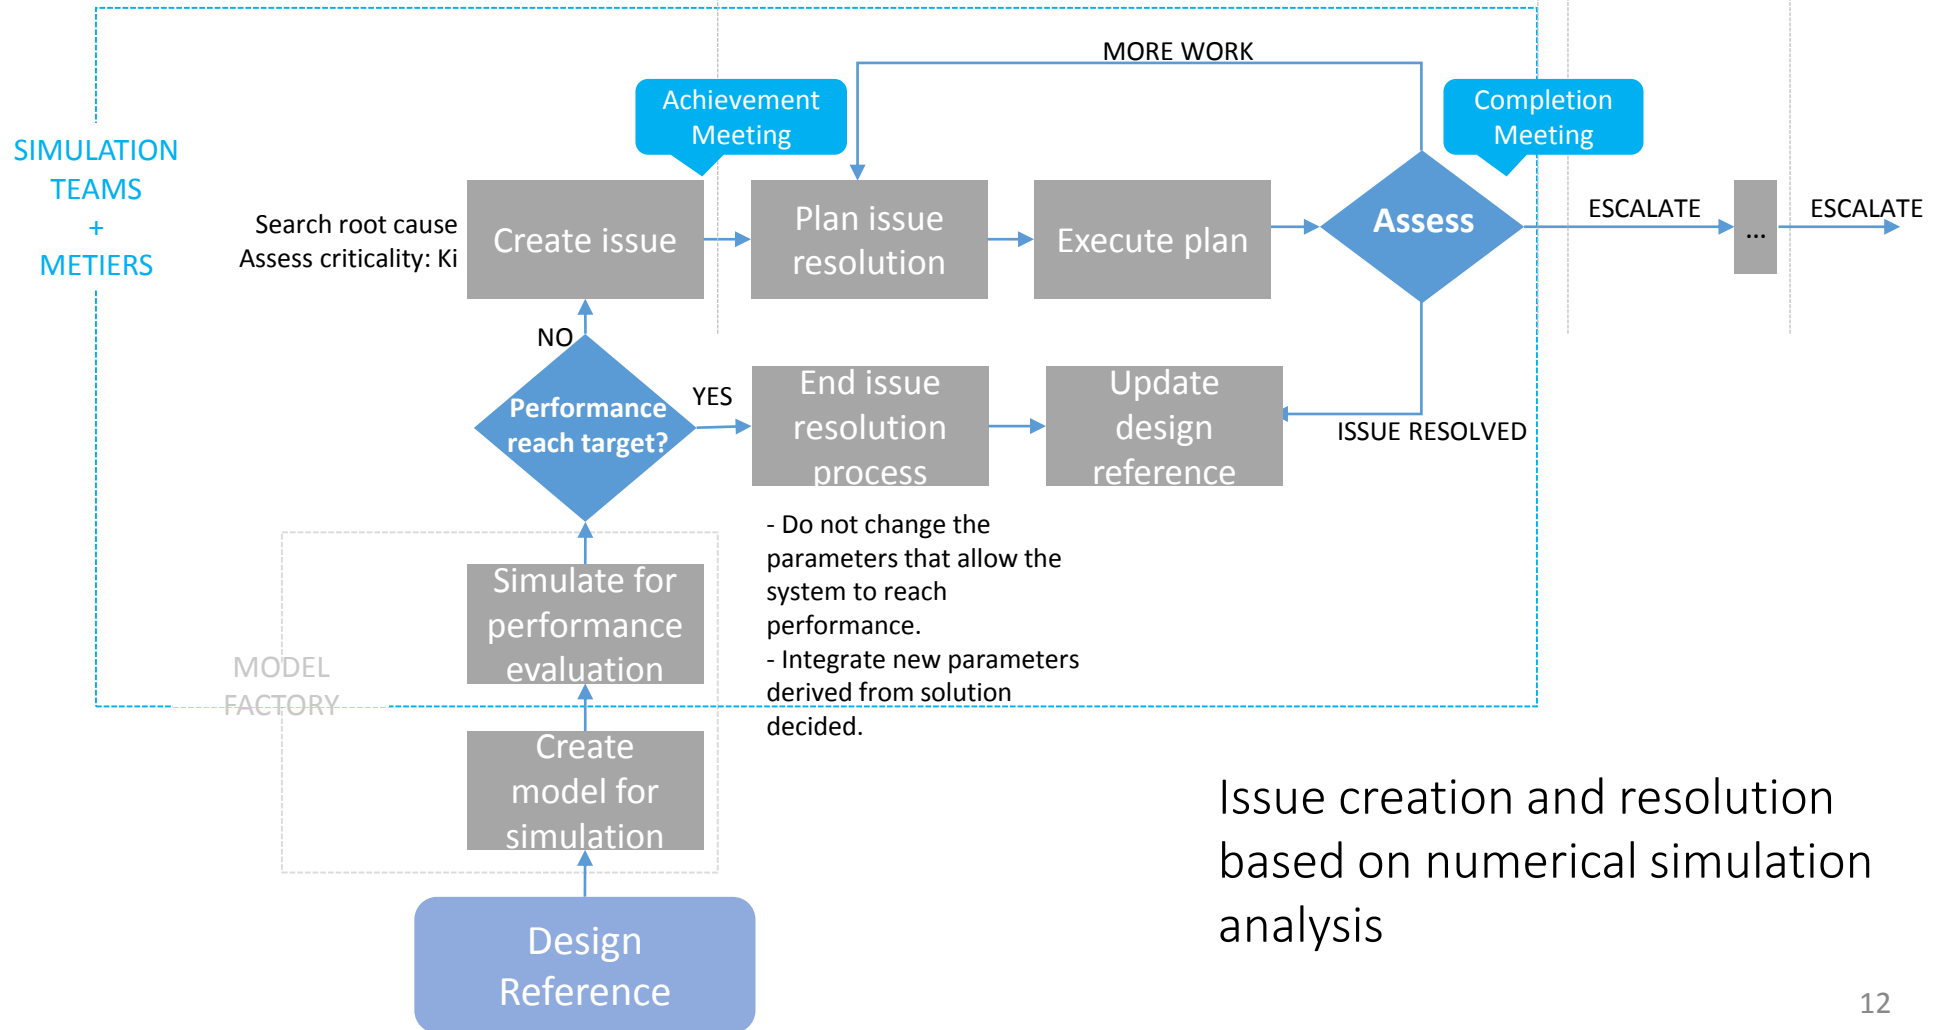 MORE WORK
Achievement
Meeting
Completion
Meeting
SIMULATION
TEAMS
+
METIERS
Search root cause
Assess criticality: Ki
Create issue
Plan issue
resolution
Execute plan
Assess
ESCALATE
...
ESCALATE
NO
Performance
reach target?
YES
End issue
resolution
process
Update
design
reference
ISSUE RESOLVED
- Do not change the
parameters that allow the
system to reach
performance.
- Integrate new parameters
derived from solution
decided.
Simulate for
performance
evaluation
MODEL
FACTORY
Create
model for
simulation
Design
Reference
Issue creation and resolution
based on numerical simulation
analysis
12